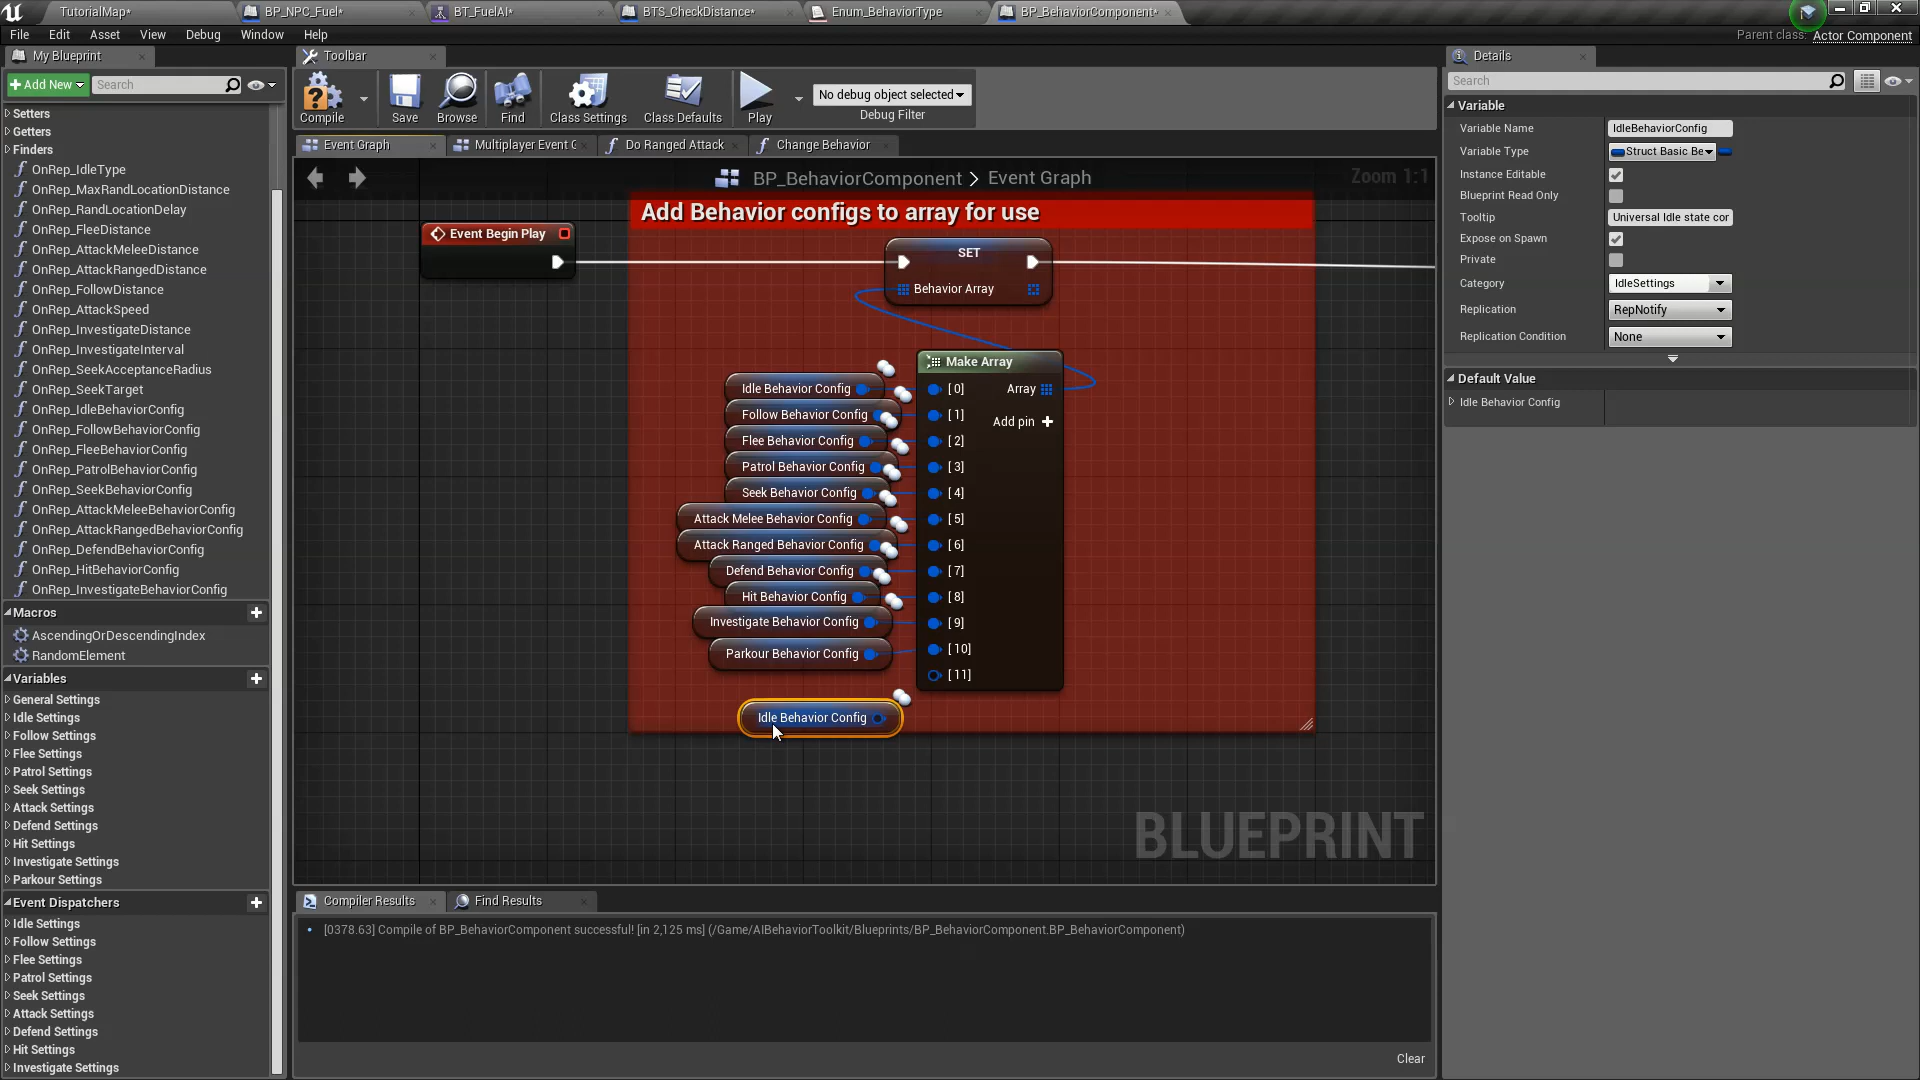 TutorialMap*
BP_NPC_Fuel*
BT_FuelAI*
BTS_CheckDistance*
Enum_BehaviorType
BP_BehaviorComponent*
File Edit Asset View Debug Window Help
Parent class: Actor Component
My Blueprint
Add New
Search
Setters
Getters
Finders
OnRep_IdleType
OnRep_MaxRandLocationDistance
OnRep_RandLocationDelay
OnRep_FleeDistance
OnRep_AttackMeleeDistance
OnRep_AttackRangedDistance
OnRep_FollowDistance
OnRep_AttackSpeed
OnRep_InvestigateDistance
OnRep_InvestigateInterval
OnRep_SeekAcceptanceRadius
OnRep_SeekTarget
OnRep_IdleBehaviorConfig
OnRep_FollowBehaviorConfig
OnRep_FleeBehaviorConfig
OnRep_PatrolBehaviorConfig
OnRep_SeekBehaviorConfig
OnRep_AttackMeleeBehaviorConfig
OnRep_AttackRangedBehaviorConfig
OnRep_DefendBehaviorConfig
OnRep_HitBehaviorConfig
OnRep_InvestigateBehaviorConfig
Macros
AscendingOrDescendingIndex
RandomElement
Variables
General Settings
Idle Settings
Follow Settings
Flee Settings
Patrol Settings
Seek Settings
Attack Settings
Defend Settings
Hit Settings
Investigate Settings
Parkour Settings
Event Dispatchers
Idle Settings
Follow Settings
Flee Settings
Patrol Settings
Seek Settings
Attack Settings
Defend Settings
Hit Settings
Investigate Settings
Toolbar
Compile
Save
Browse
Find
Class Settings
Class Defaults
Play
No debug object selected
Debug Filter
Event Graph
Multiplayer Event G
Do Ranged Attack
Change Behavior
BP_BehaviorComponent > Event Graph
Zoom 1:1
Add Behavior configs to array for use
Event Begin Play
SET
Behavior Array
Make Array
Idle Behavior Config [0] Array
Follow Behavior Config [1] Add pin
Flee Behavior Config [2]
Patrol Behavior Config [3]
Seek Behavior Config [4]
Attack Melee Behavior Config [5]
Attack Ranged Behavior Config [6]
Defend Behavior Config [7]
Hit Behavior Config [8]
Investigate Behavior Config [9]
Parkour Behavior Config [10]
[11]
Idle Behavior Config
BLUEPRINT
Compiler Results
Find Results
[0378.63] Compile of BP_BehaviorComponent successful! [in 2,125 ms] (/Game/AIBehaviorToolkit/Blueprints/BP_BehaviorComponent.BP_BehaviorComponent)
Clear
Details
Search
Variable
Variable Name IdleBehaviorConfig
Variable Type Struct Basic Be
Instance Editable
Blueprint Read Only
Tooltip Universal Idle state cor
Expose on Spawn
Private
Category IdleSettings
Replication RepNotify
Replication Condition None
Default Value
Idle Behavior Config